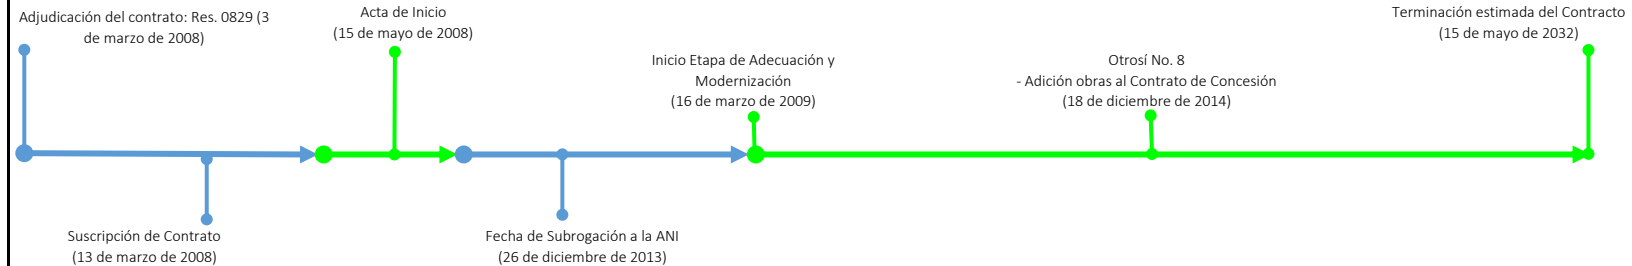 Adjudicación del contrato: Res. 0829 (3
de marzo de 2008)
Suscripción de Contrato
(13 de marzo de 2008)
Acta de Inicio
(15 de mayo de 2008)
Fecha de Subrogación a la ANI
(26 de diciembre de 2013)
Inicio Etapa de Adecuación y
Modernización
(16 de marzo de 2009)
Otrosí No. 8
- Adición obras al Contrato de Concesión
(18 de diciembre de 2014)
Terminación estimada del Contracto
(15 de mayo de 2032)